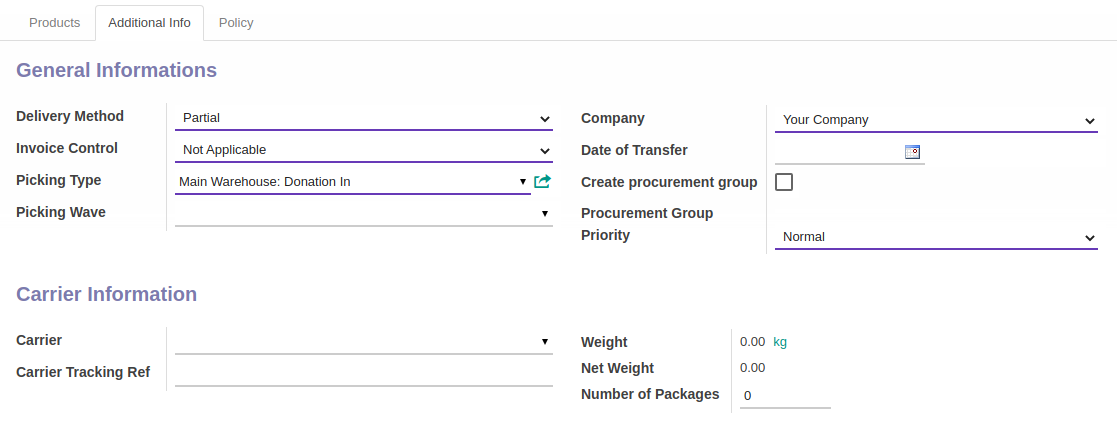 Products Additional Info Policy
General Informations
Delivery Method Partial
Invoice Control Not Applicable
Picking Type Main Warehouse: Donation In
Picking Wave
Company Your Company
Date of Transfer
Create procurement group
Procurement Group
Priority Normal
Carrier Information
Carrier
Carrier Tracking Ref
Weight 0.00 kg
Net Weight 0.00
Number of Packages 0